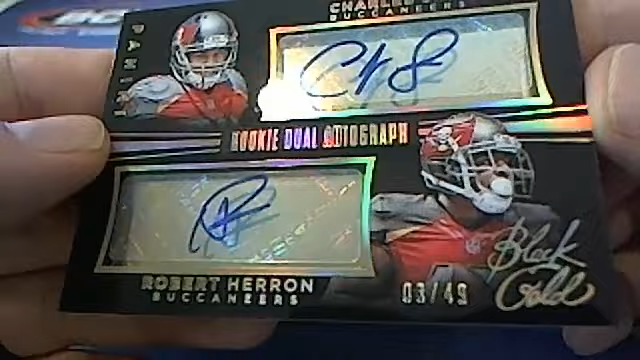 CHARLES
BUCCANEERS
PANINI
ROOKIE DUAL AUTOGRAPH
ROBERT HERRON
BUCCANEERS
03/49
Black
Gold